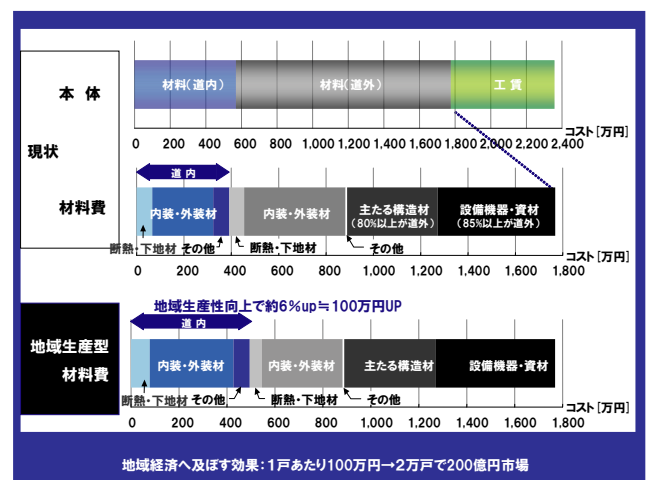 本 体
現状
材料費
材料(道内)
材料(道外)
工 賃
コスト[万円]
0 200 400 600 800 1,000 1,200 1,400 1,600 1,800 2,000 2,200 2,400
道 内
内装・外装材
内装・外装材
主たる構造材
(80%以上が道外)
設備機器・資材
(85%以上が道外)
断熱・下地材 その他
断熱・下地材
その他
コスト[万円]
0 200 400 600 800 1,000 1,200 1,400 1,600 1,800
地域生産型
材料費
地域生産性向上で約6%up≒100万円UP
道 内
内装・外装材
内装・外装材
主たる構造材
設備機器・資材
断熱・下地材 その他
断熱・下地材
その他
コスト[万円]
0 200 400 600 800 1,000 1,200 1,400 1,600 1,800
地域経済へ及ぼす効果:1戸あたり100万円→2万戸で200億円市場